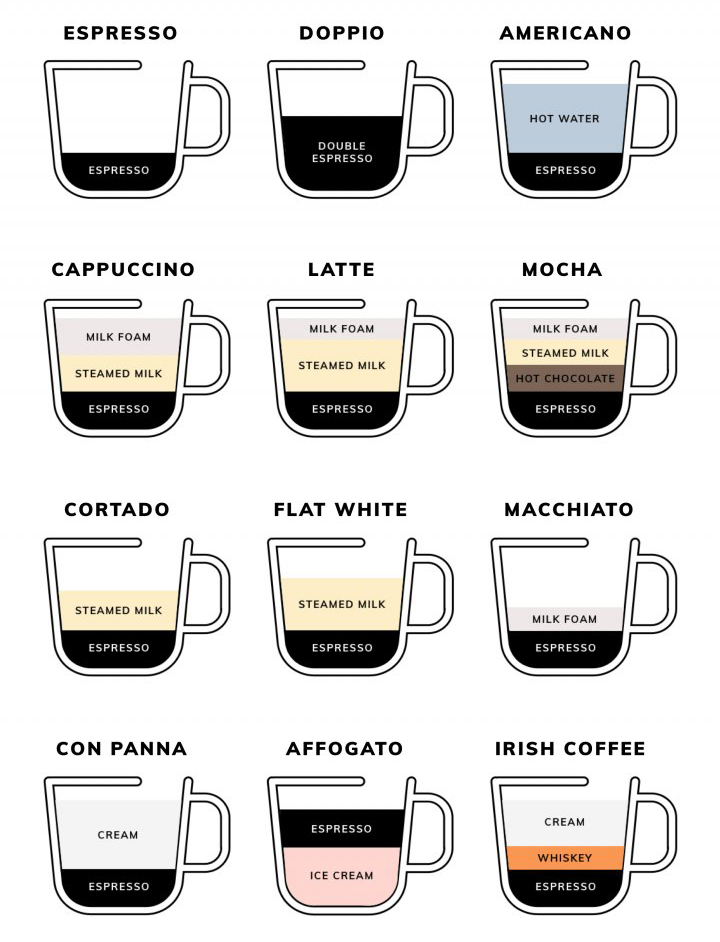 ESPRESSO
DOPPIO
AMERICANO
ESPRESSO
DOUBLE
ESPRESSO
HOT WATER
ESPRESSO
CAPPUCCINO
LATTE
MOCHA
MILK FOAM
STEAMED MILK
ESPRESSO
MILK FOAM
STEAMED MILK
ESPRESSO
MILK FOAM
STEAMED MILK
HOT CHOCOLATE
ESPRESSO
CORTADO
FLAT WHITE
MACCHIATO
STEAMED MILK
ESPRESSO
STEAMED MILK
ESPRESSO
MILK FOAM
ESPRESSO
CON PANNA
AFFOGATO
IRISH COFFEE
CREAM
ESPRESSO
ESPRESSO
ICE CREAM
CREAM
WHISKEY
ESPRESSO